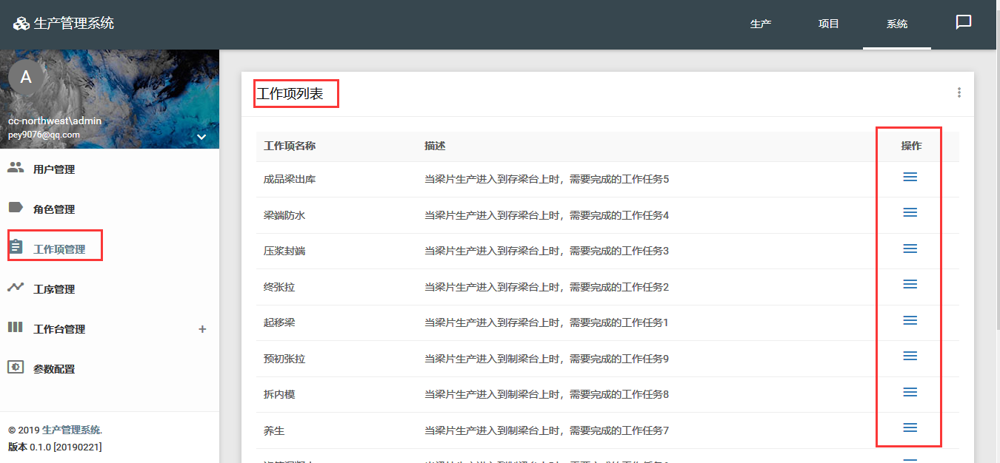 生产管理系统
生产 项目 系统
A
cc-northwest\admin
pey9076@qq.com
用户管理
角色管理
工作项管理
工序管理
工作台管理 +
参数配置
© 2019 生产管理系统.
版本 0.1.0 [20190221]
工作项列表
工作项名称 描述 操作
成品梁出库 当梁片生产进入到存梁台上时，需要完成的工作任务5
梁端防水 当梁片生产进入到存梁台上时，需要完成的工作任务4
压浆封端 当梁片生产进入到存梁台上时，需要完成的工作任务3
终张拉 当梁片生产进入到存梁台上时，需要完成的工作任务2
起移梁 当梁片生产进入到存梁台上时，需要完成的工作任务1
预初张拉 当梁片生产进入到制梁台上时，需要完成的工作任务9
拆内模 当梁片生产进入到制梁台上时，需要完成的工作任务8
养生 当梁片生产进入到制梁台上时，需要完成的工作任务7